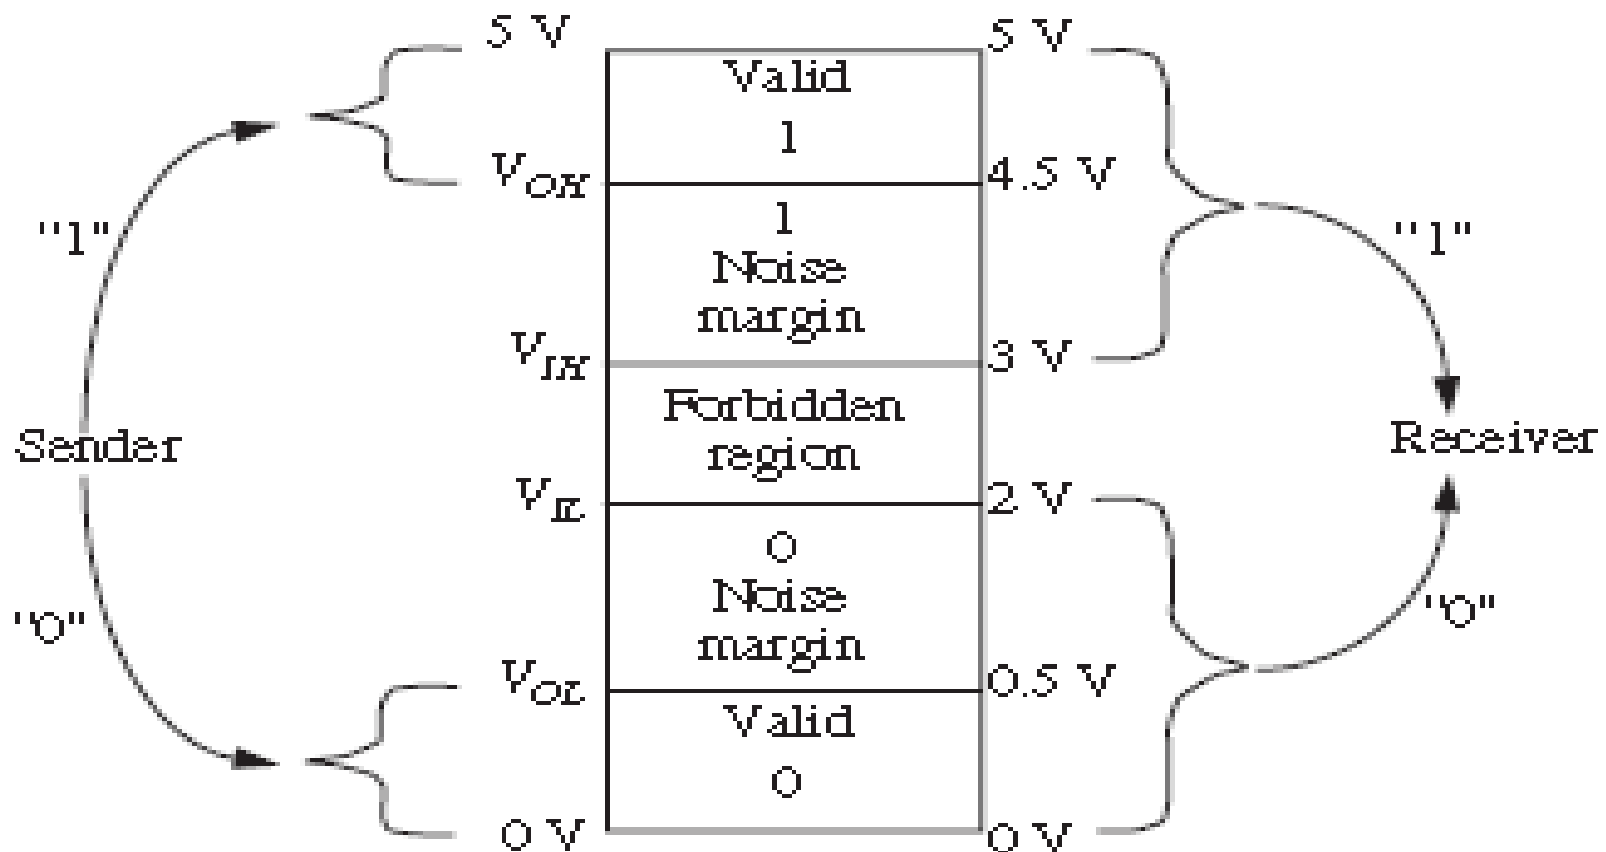 5 V
5 V
Valid
1
V_OH
4.5 V
"1"
1
"1"
Noise
margin
V_IH
3 V
Forbidden
region
Sender
Receiver
V_IL
2 V
0
Noise
margin
"0"
"0"
V_OL
0.5 V
Valid
0
0 V
0 V